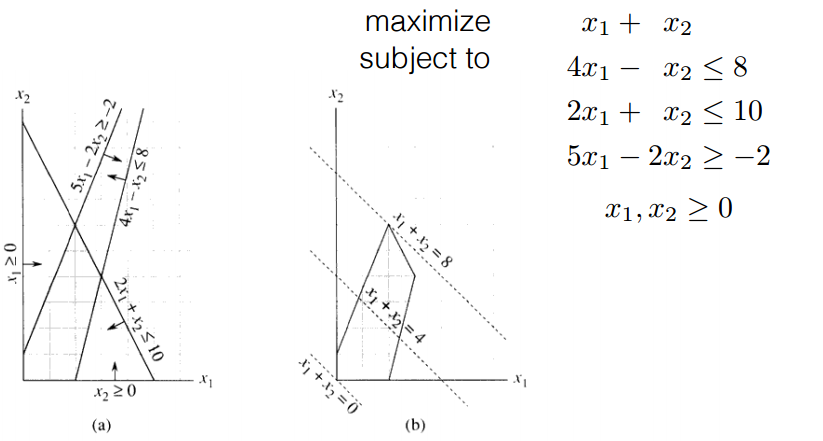 maximize
subject to
x₁ + x₂
4x₁ − x₂ ≤ 8
2x₁ + x₂ ≤ 10
5x₁ − 2x₂ ≥ −2
x₁, x₂ ≥ 0
x₂
5x₁ − 2x₂ ≥ −2
4x₁ − x₂ ≤ 8
x₁ ≥ 0
2x₁ + x₂ ≤ 10
x₂ ≥ 0
x₁
(a)
x₂
x₁ + x₂ = 8
x₁ + x₂ = 4
x₁ + x₂ = 0
x₁
(b)